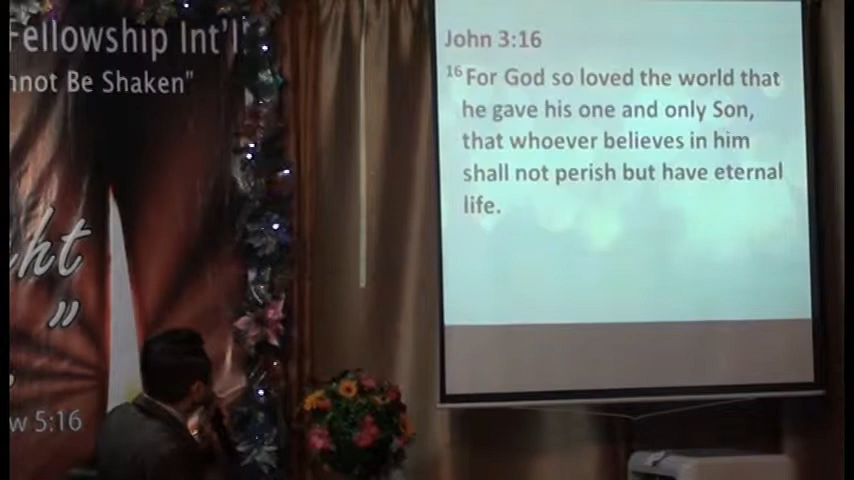 Fellowship Int'l
nnot Be Shaken"
ght
"
w 5:16
John 3:16
16 For God so loved the world that
he gave his one and only Son,
that whoever believes in him
shall not perish but have eternal
life.